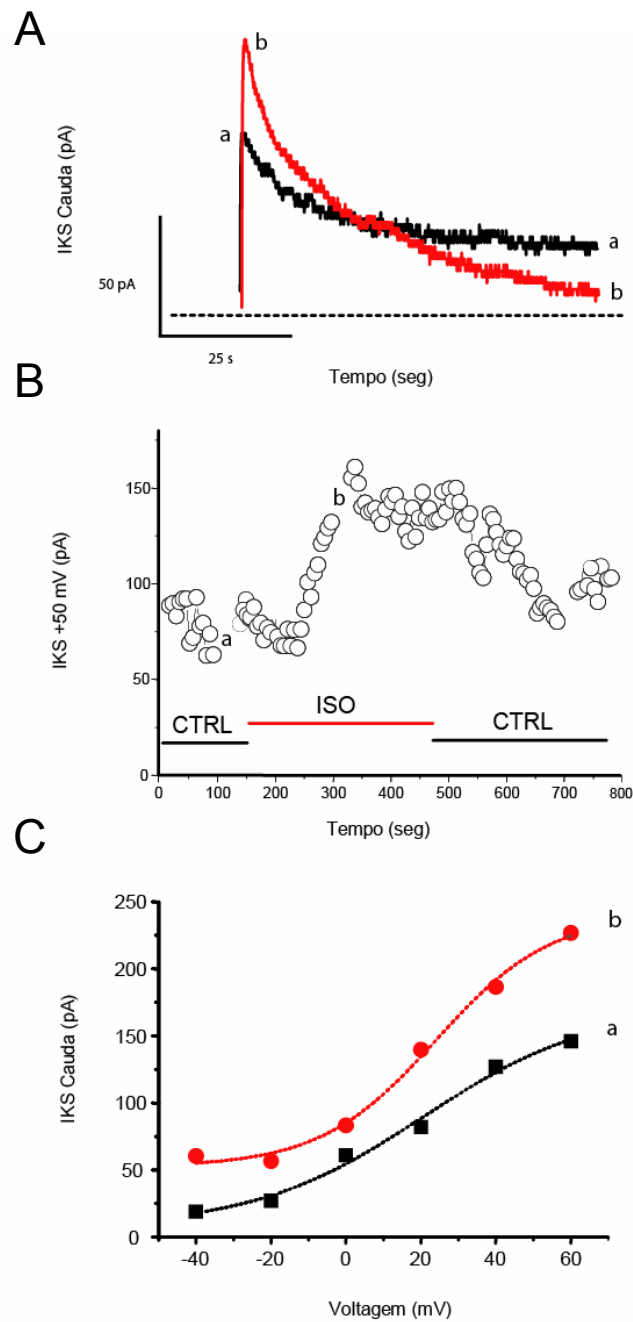 A
b
a
IKS Cauda (pA)
a
50 pA
b
25 s
Tempo (seg)
B
150
b
IKS +50 mV (pA)
100
a
50
ISO
CTRL
CTRL
0
0 100 200 300 400 500 600 700 800
Tempo (seg)
C
250
b
200
a
150
IKS Cauda (pA)
100
50
0
-40 -20 0 20 40 60
Voltagem (mV)